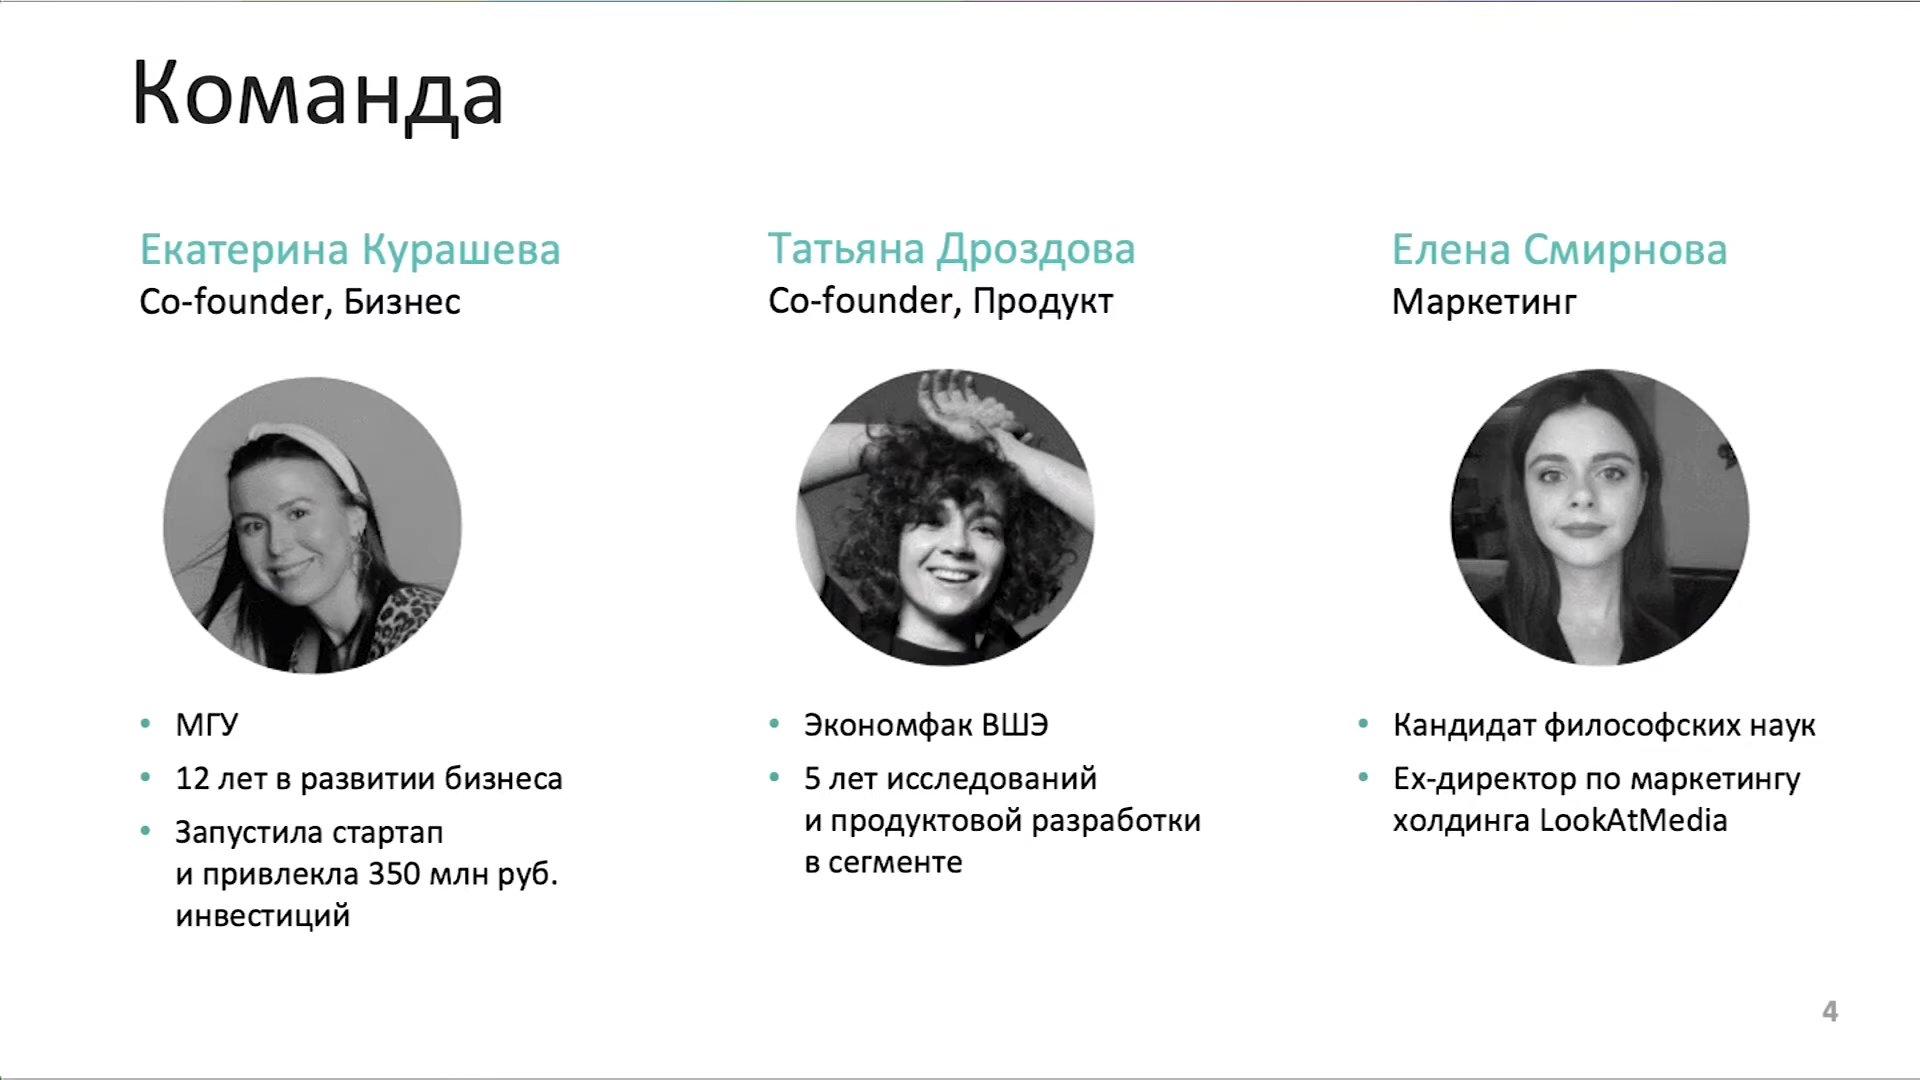 Команда
Екатерина Курашева
Co-founder, Бизнес
• МГУ
• 12 лет в развитии бизнеса
• Запустила стартап
и привлекла 350 млн руб.
инвестиций
Татьяна Дроздова
Co-founder, Продукт
• Экономфак ВШЭ
• 5 лет исследований
и продуктовой разработки
в сегменте
Елена Смирнова
Маркетинг
• Кандидат философских наук
• Ex-директор по маркетингу
холдинга LookAtMedia
4